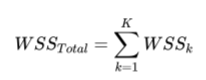 $WSS_{Total} = \sum_{k=1}^{K} WSS_k$